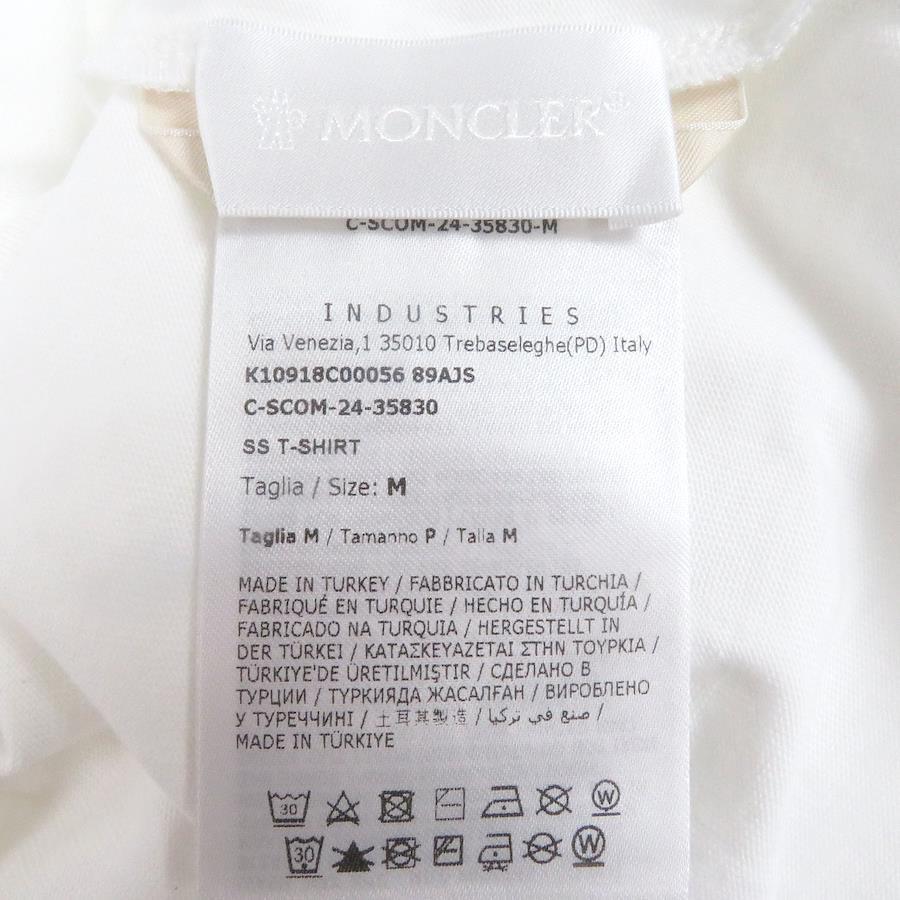 MONCLER
C-SCOM-24-35830-M
INDUSTRIES
Via Venezia,1 35010 Trebaseleghe(PD) Italy
K10918C00056 89AJS
C-SCOM-24-35830
SS T-SHIRT
Taglia / Size: M
Taglia M / Tamanno P / Talla M
MADE IN TURKEY / FABBRICATO IN TURCHIA /
FABRIQUÉ EN TURQUIE / HECHO EN TURQUÍA /
FABRICADO NA TURQUIA / HERGESTELLT IN
DER TÜRKEI / ΚΑΤΑΣΚΕΥΑΖΕΤΑΙ ΣΤΗΝ ΤΟΥΡΚΙΑ /
TÜRKIYE'DE ÜRETILMIŞTIR / СДЕЛАНО В
ТУРЦИИ / ТҮРКИЯДА ЖАСАЛҒАН / ВИРОБЛЕНО
У ТУРЕЧЧИНІ / 土耳其製造 / صنع في تركيا /
MADE IN TÜRKIYE
30 W
30 W